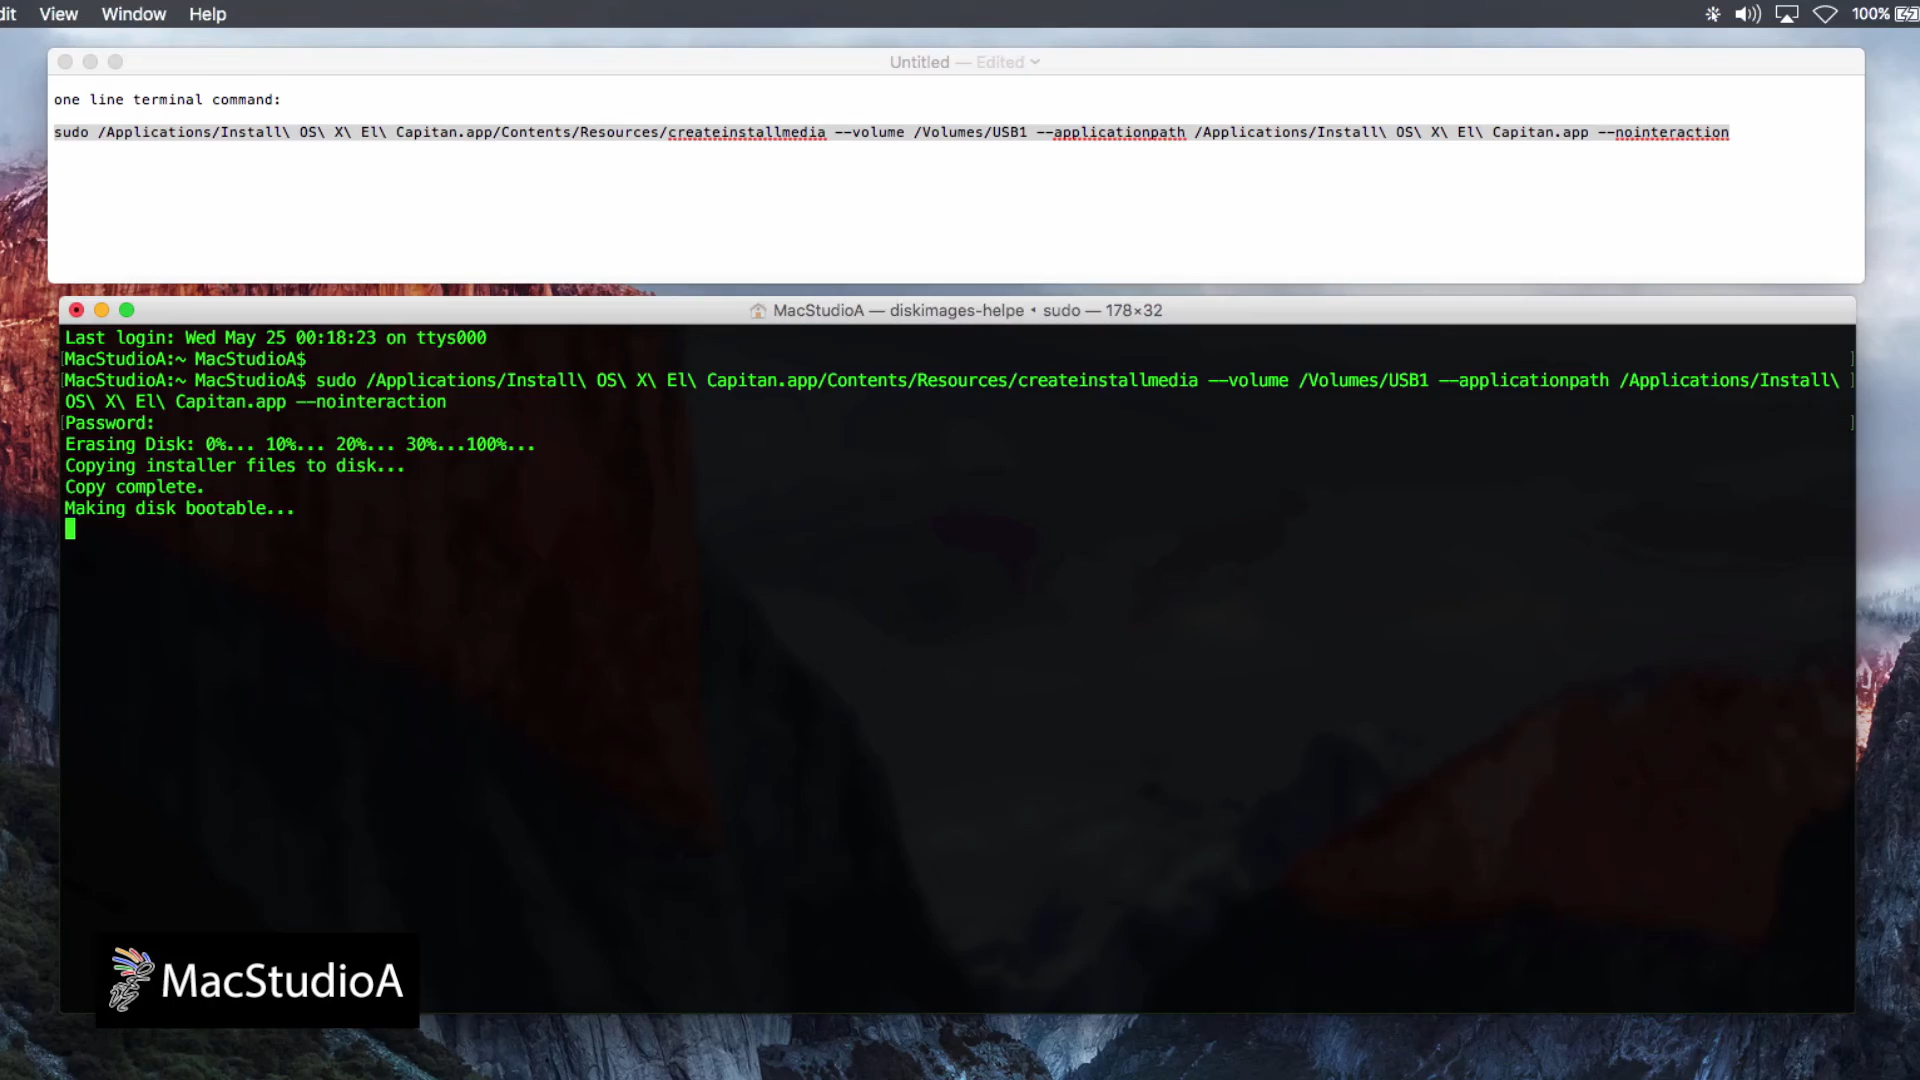 dit View Window Help 100%
Untitled — Edited
one line terminal command:
sudo /Applications/Install\ OS\ X\ El\ Capitan.app/Contents/Resources/createinstallmedia --volume /Volumes/USB1 --applicationpath /Applications/Install\ OS\ X\ El\ Capitan.app --nointeraction
MacStudioA — diskimages-helpe • sudo — 178×32
Last login: Wed May 25 00:18:23 on ttys000
[MacStudioA:~ MacStudioA$ ]
[MacStudioA:~ MacStudioA$ sudo /Applications/Install\ OS\ X\ El\ Capitan.app/Contents/Resources/createinstallmedia --volume /Volumes/USB1 --applicationpath /Applications/Install\ ]
OS\ X\ El\ Capitan.app --nointeraction
[Password: ]
Erasing Disk: 0%... 10%... 20%... 30%...100%...
Copying installer files to disk...
Copy complete.
Making disk bootable...
MacStudioA